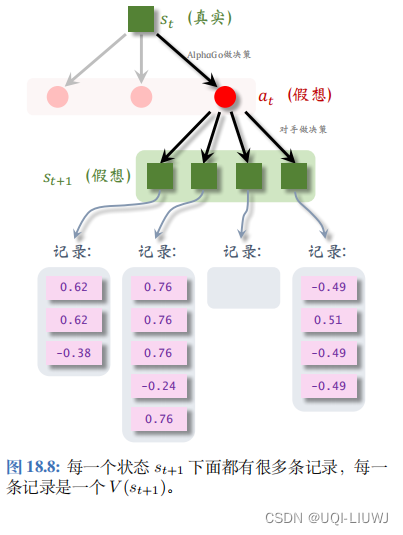 s_t (真实)
AlphaGo做决策
a_t (假想)
对手做决策
s_{t+1} (假想)
记录: 记录: 记录: 记录:
0.62 0.76 -0.49
0.62 0.76 0.51
-0.38 0.76 -0.49
-0.24 -0.49
0.76
图 18.8: 每一个状态 s_{t+1} 下面都有很多条记录，每一
条记录是一个 V(s_{t+1})。
CSDN @UQI-LIUWJ